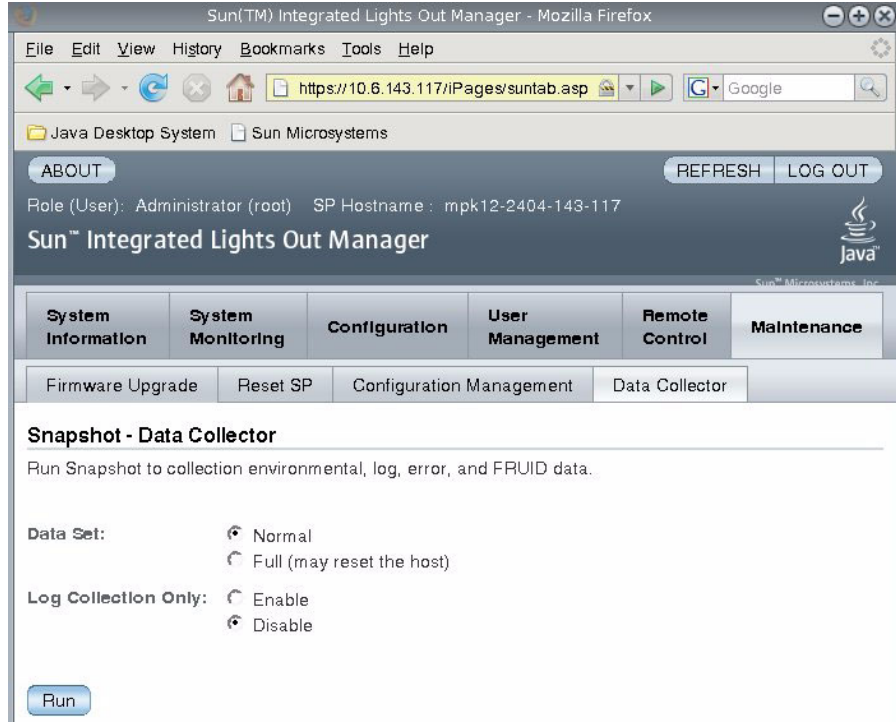 Sun(TM) Integrated Lights Out Manager - Mozilla Firefox
File Edit View History Bookmarks Tools Help
https://10.6.143.117/iPages/suntab.asp G Google
Java Desktop System Sun Microsystems
ABOUT REFRESH LOG OUT
Role (User): Administrator (root) SP Hostname : mpk12-2404-143-117
Sun™ Integrated Lights Out Manager
Java™
Sun™ Microsystems, Inc.
System Information System Monitoring Configuration User Management Remote Control Maintenance
Firmware Upgrade Reset SP Configuration Management Data Collector
Snapshot - Data Collector
Run Snapshot to collection environmental, log, error, and FRUID data.
Data Set: Normal
Full (may reset the host)
Log Collection Only: Enable
Disable
Run